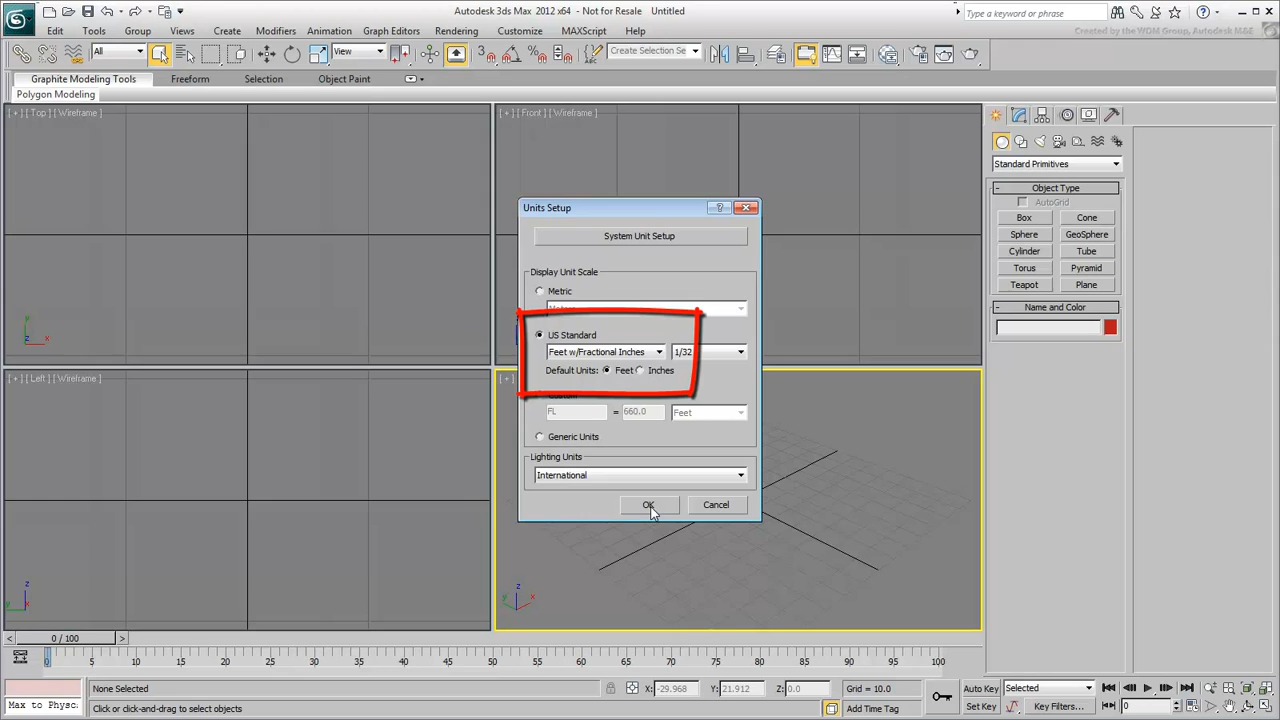 Autodesk 3ds Max 2012 x64 - Not for Resale Untitled
Type a keyword or phrase
Edit Tools Group Views Create Modifiers Animation Graph Editors Rendering Customize MAXScript Help
Created by the WDM Group, Autodesk M&E
All
View
Create Selection Se
Graphite Modeling Tools Freeform Selection Object Paint
Polygon Modeling
[ + ] [ Top ] [ Wireframe ]
[ + ] [ Front ] [ Wireframe ]
Standard Primitives
Object Type
AutoGrid
Box Cone
Sphere GeoSphere
Cylinder Tube
Torus Pyramid
Teapot Plane
Name and Color
Units Setup
System Unit Setup
Display Unit Scale
Metric
US Standard
Feet w/Fractional Inches 1/32
Default Units: Feet Inches
FL = 660.0 Feet
Generic Units
Lighting Units
International
OK Cancel
[ + ] [ Left ] [ Wireframe ]
[ + ]
z
y x
z
y x
z
y x
< 0 / 100 >
0 5 10 15 20 25 30 35 40 45 50 55 60 65 70 75 80 85 90 95 100
None Selected
X: -29.968 Y: 21.912 Z: 0.0 Grid = 10.0
Auto Key Selected
Max to Physc
Click or click-and-drag to select objects
Add Time Tag
Set Key Key Filters... 0